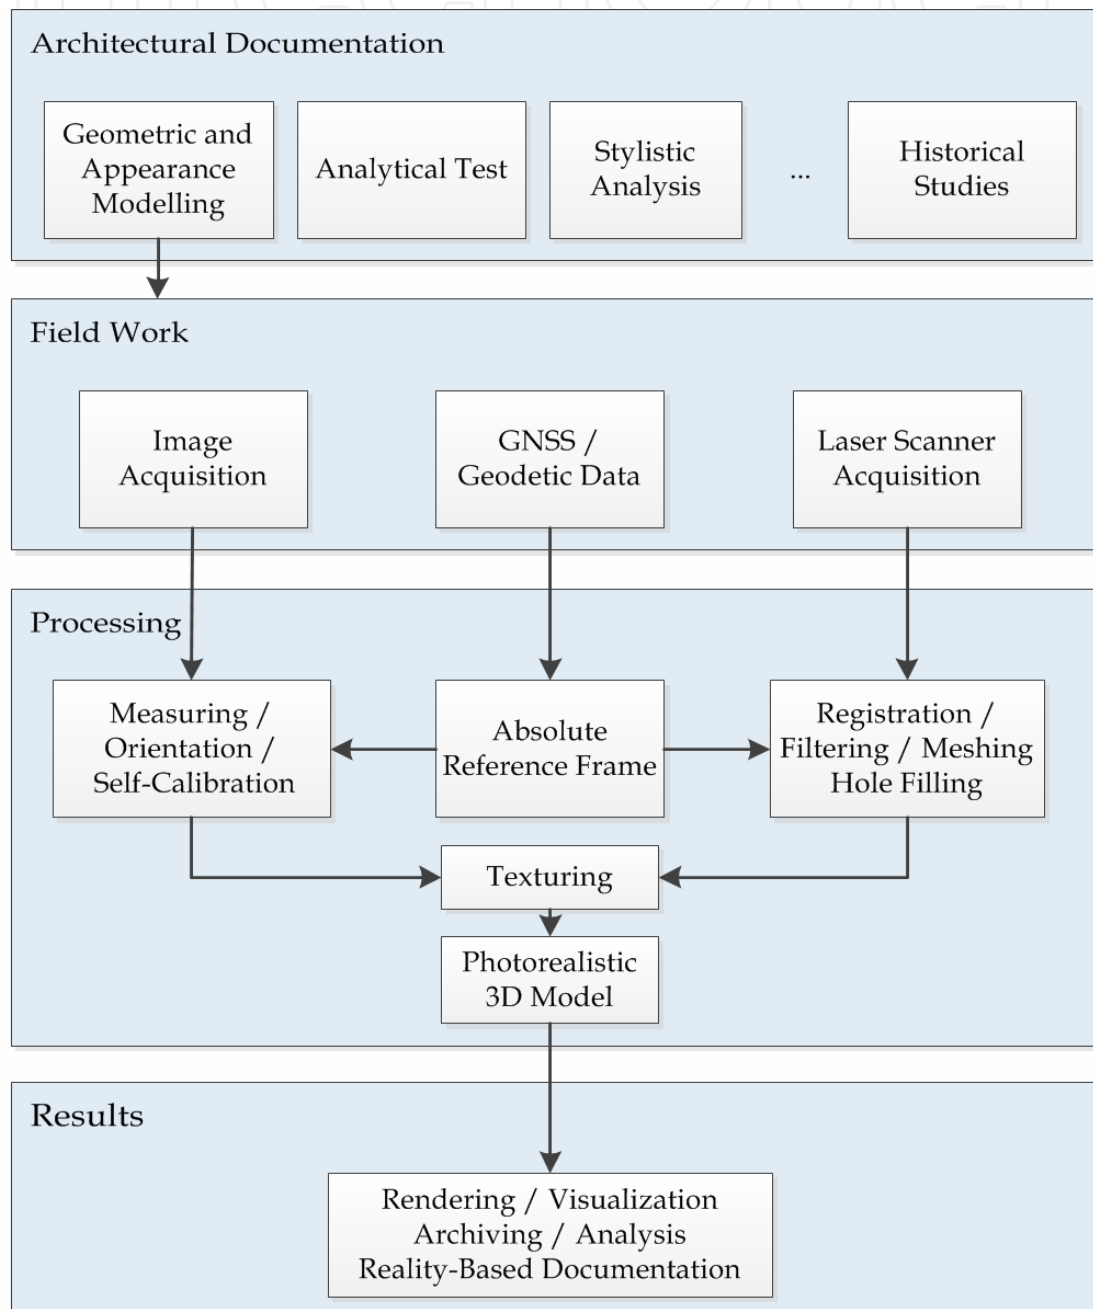 Architectural Documentation
Geometric and
Appearance
Modelling
Analytical Test
Stylistic
Analysis
...
Historical
Studies
Field Work
Image
Acquisition
GNSS /
Geodetic Data
Laser Scanner
Acquisition
Processing
Measuring /
Orientation /
Self-Calibration
Absolute
Reference Frame
Registration /
Filtering / Meshing
Hole Filling
Texturing
Photorealistic
3D Model
Results
Rendering / Visualization
Archiving / Analysis
Reality-Based Documentation